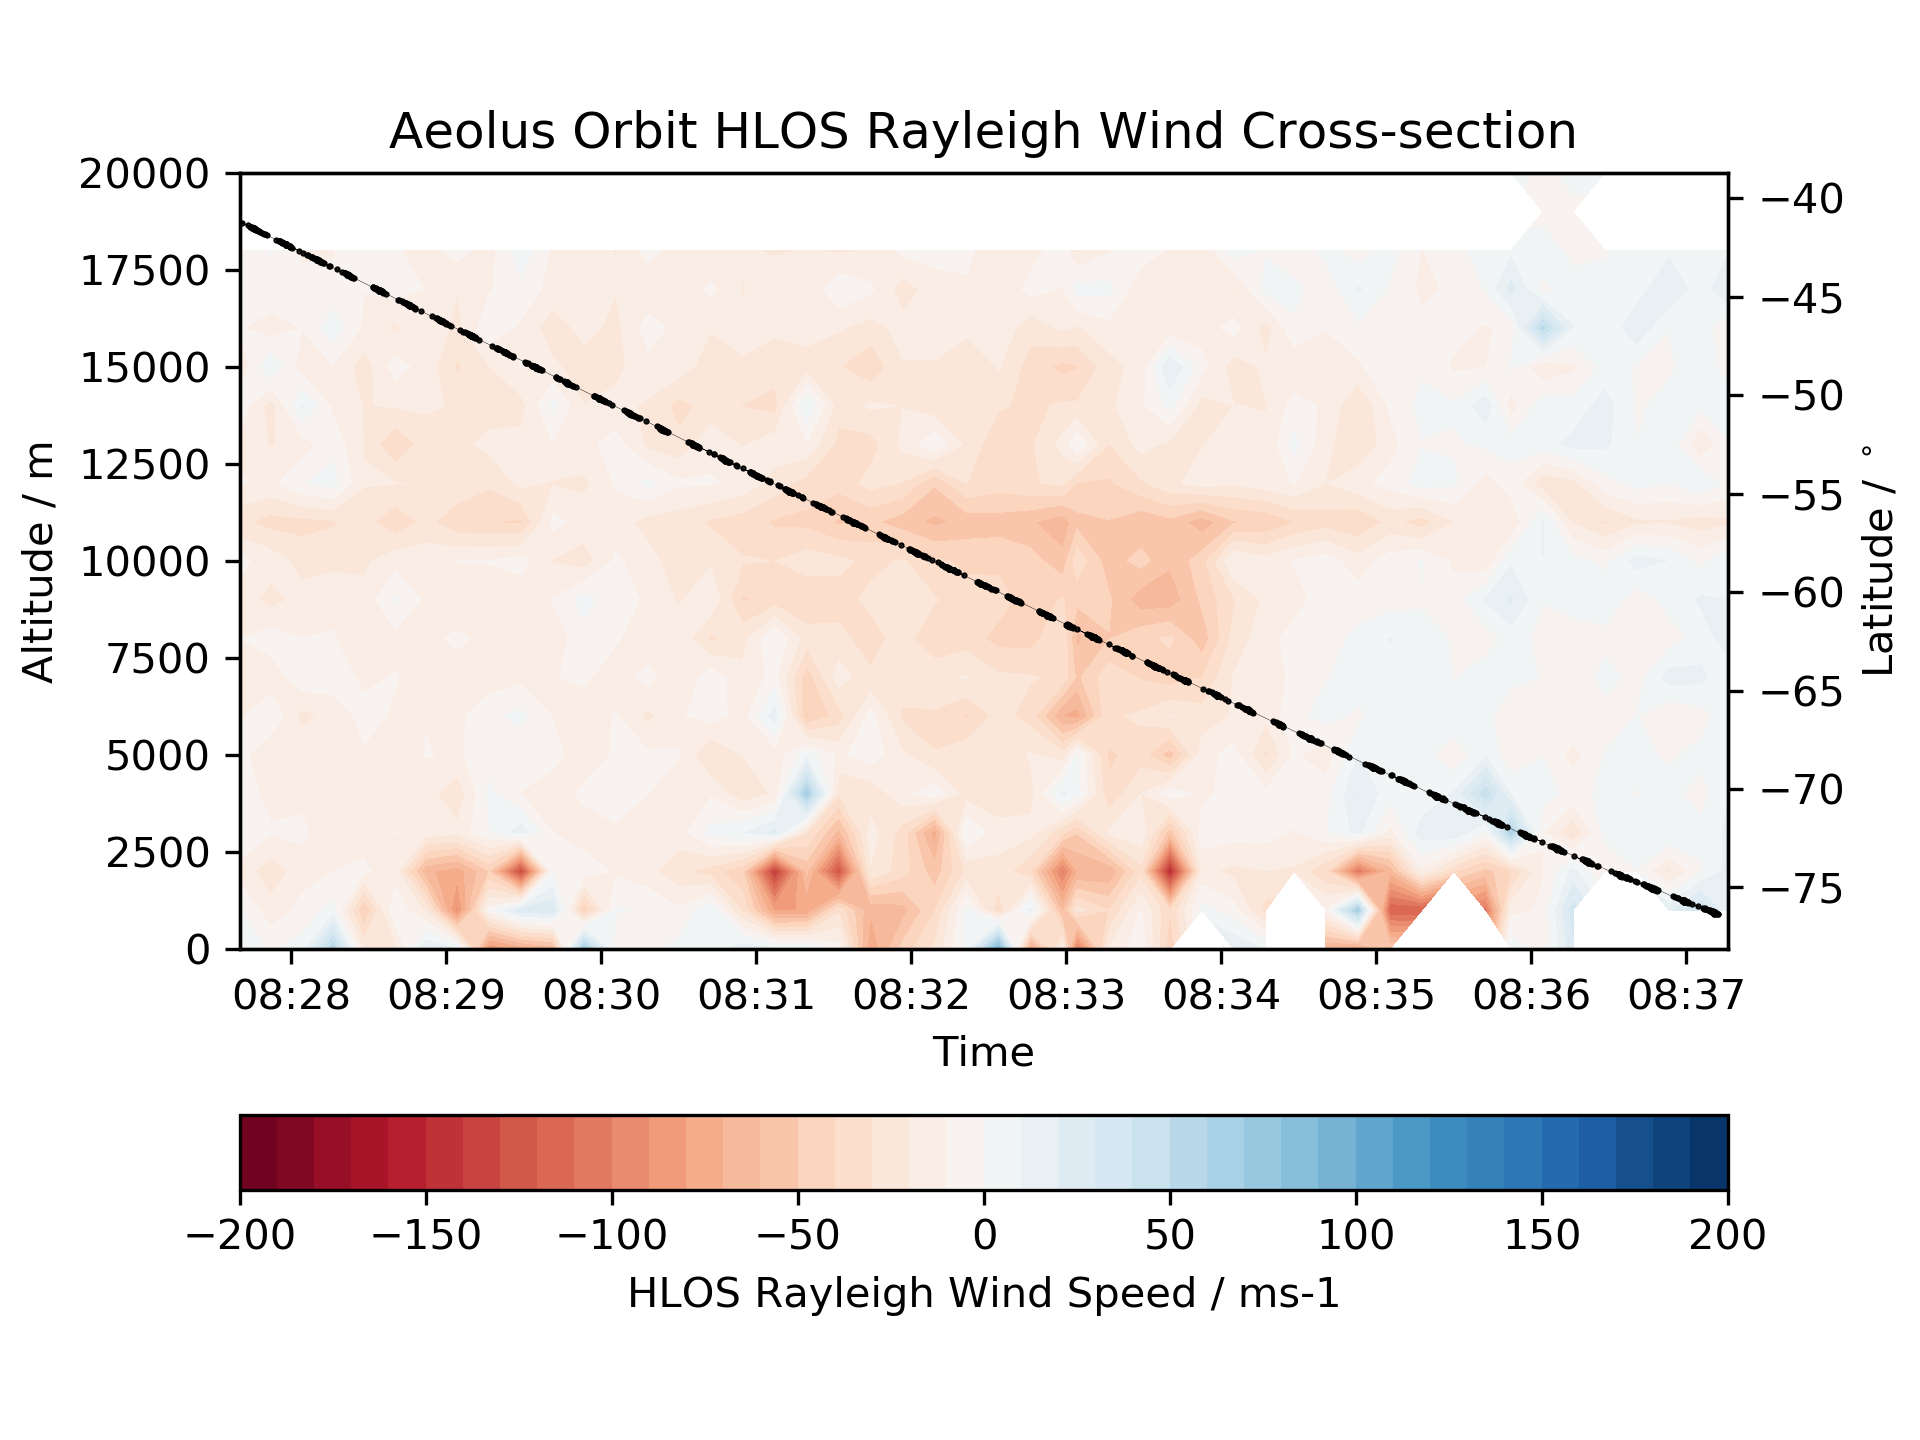 Aeolus Orbit HLOS Rayleigh Wind Cross-section
20000
17500
15000
12500
10000
7500
5000
2500
0
Altitude / m
−40
−45
−50
−55
−60
−65
−70
−75
Latitude / °
08:28 08:29 08:30 08:31 08:32 08:33 08:34 08:35 08:36 08:37
Time
−200 −150 −100 −50 0 50 100 150 200
HLOS Rayleigh Wind Speed / ms-1